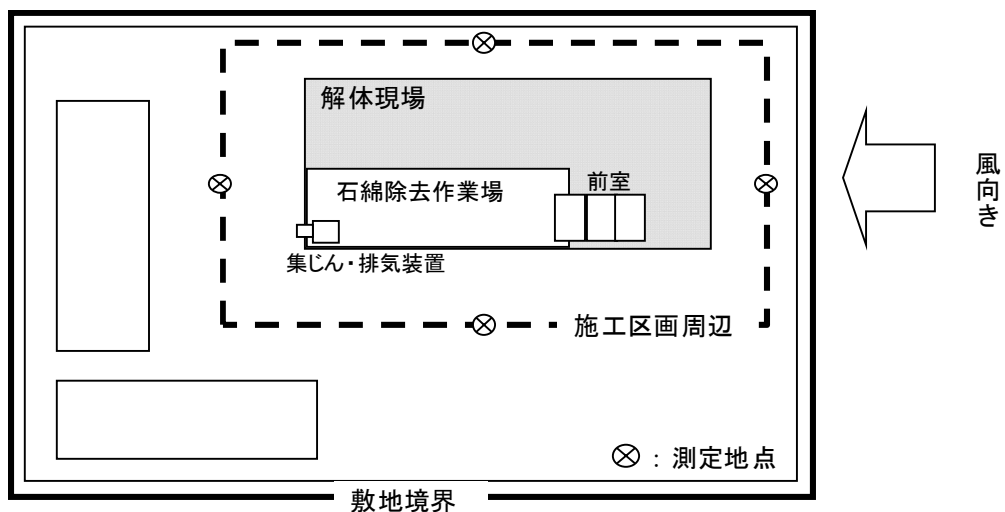 解体現場
前室
石綿除去作業場
集じん・排気装置
風向き
施工区画周辺
：測定地点
敷地境界